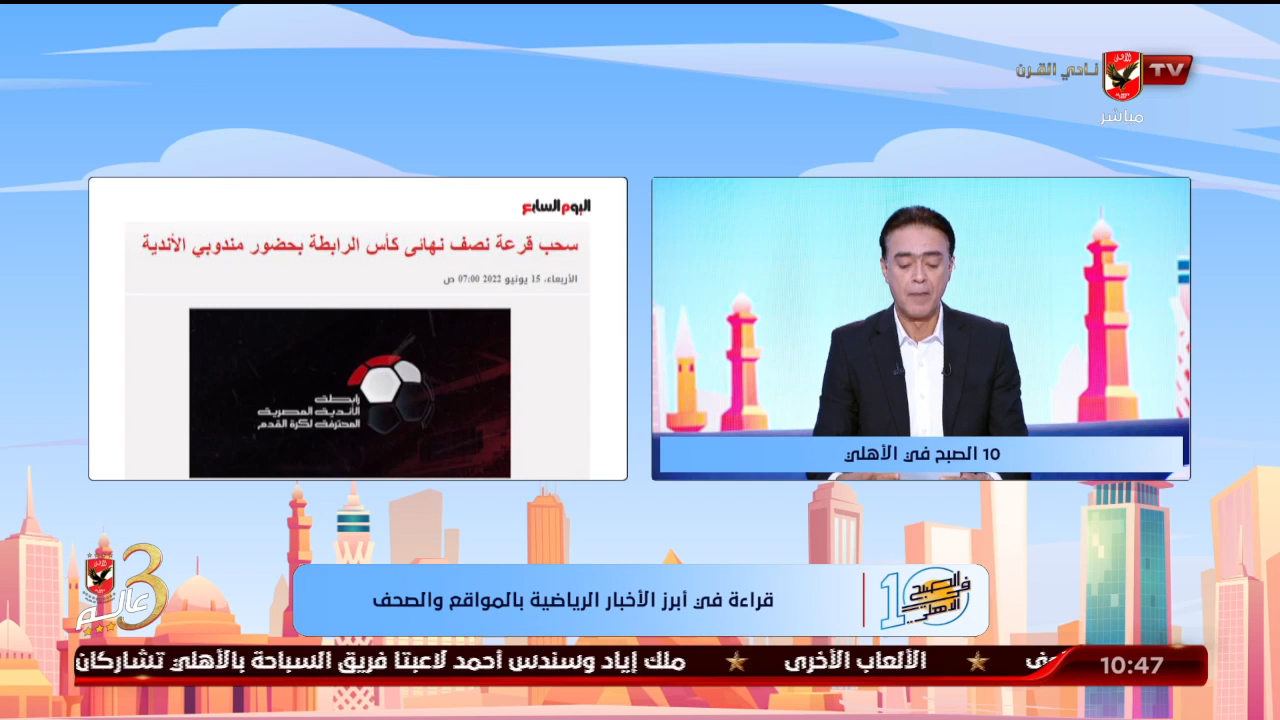 نادي القرن
TV
مباشر
اليوم السابع
سحب قرعة نصف نهائى كأس الرابطة بحضور مندوبي الأندية
الأربعاء، 15 يونيو 2022 07:00 ص
رابطة
الأندية المصرية
المحترفة لكرة القدم
10 الصبح في الأهلي
3
عالم
10 الصبح في الأهلي
قراءة في أبرز الأخبار الرياضية بالمواقع والصحف
10:47
الألعاب الأخرى
ملك إياد وسندس أحمد لاعبتا فريق السباحة بالأهلي تشاركان